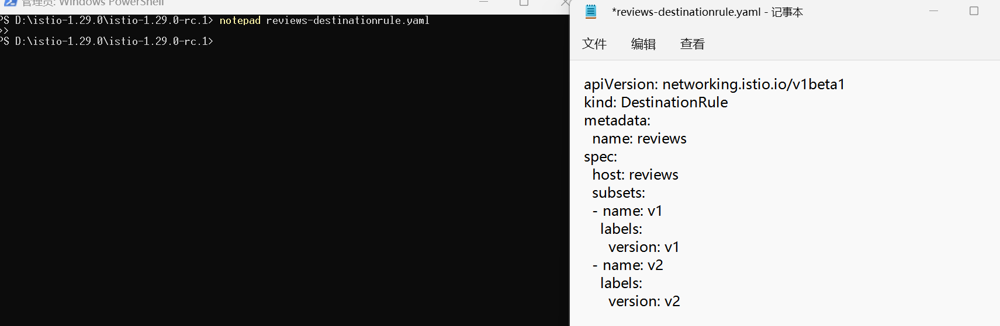 管理员: Windows PowerShell
PS D:\istio-1.29.0\istio-1.29.0-rc.1> notepad reviews-destinationrule.yaml
>>
PS D:\istio-1.29.0\istio-1.29.0-rc.1>
*reviews-destinationrule.yaml - 记事本
文件 编辑 查看
apiVersion: networking.istio.io/v1beta1
kind: DestinationRule
metadata:
  name: reviews
spec:
  host: reviews
  subsets:
  - name: v1
    labels:
      version: v1
  - name: v2
    labels:
      version: v2